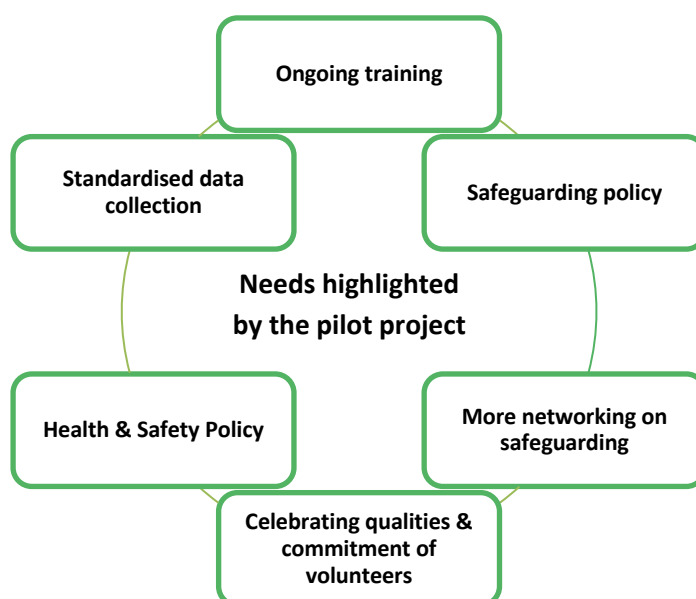 Ongoing training
Standardised data
collection
Safeguarding policy
Needs highlighted
by the pilot project
Health & Safety Policy
More networking on
safeguarding
Celebrating qualities &
commitment of
volunteers